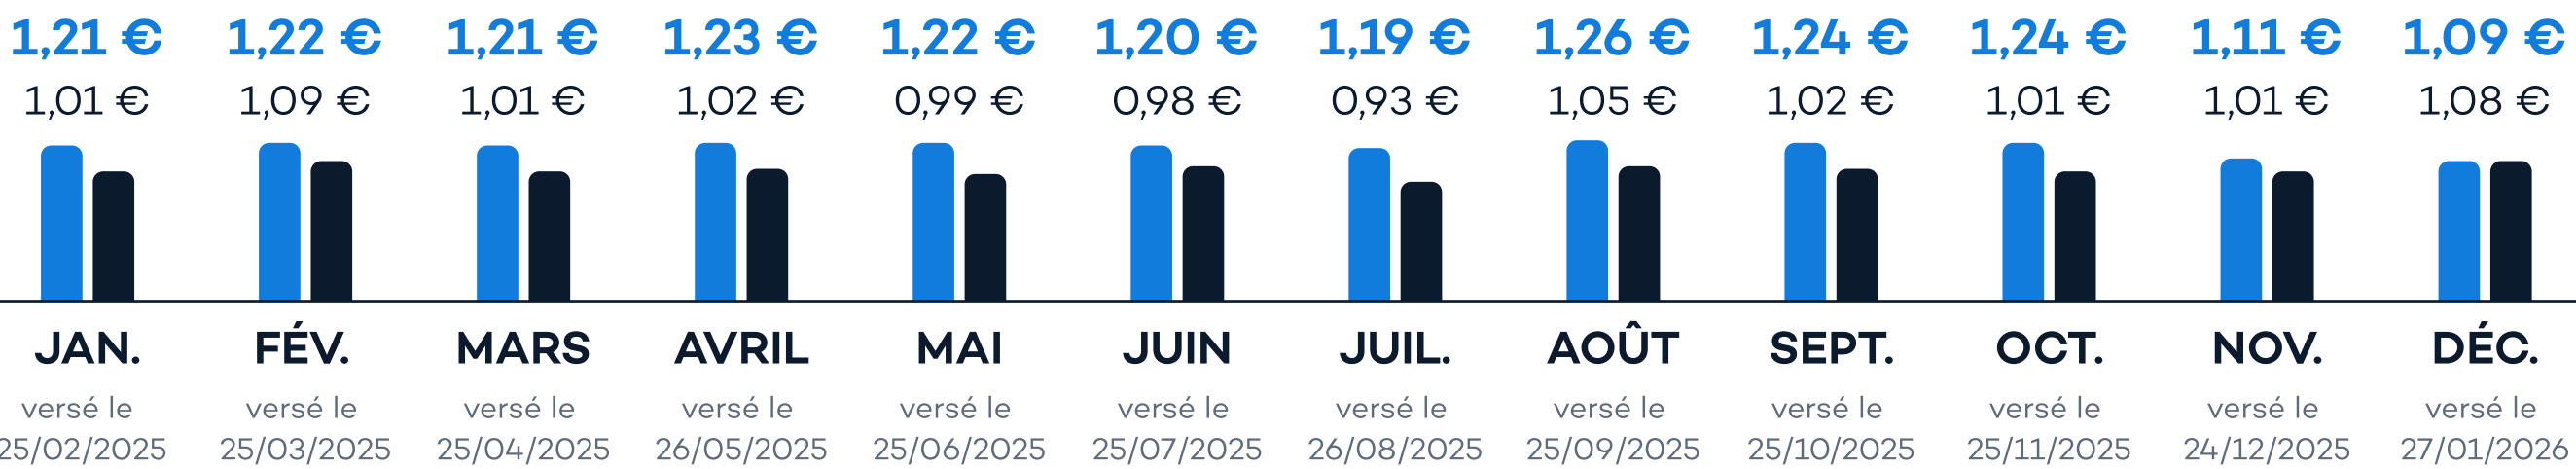 1,21 € 1,22 € 1,21 € 1,23 € 1,22 € 1,20 € 1,19 € 1,26 € 1,24 € 1,24 € 1,11 € 1,09 €
1,01 € 1,09 € 1,01 € 1,02 € 0,99 € 0,98 € 0,93 € 1,05 € 1,02 € 1,01 € 1,01 € 1,08 €
JAN. FÉV. MARS AVRIL MAI JUIN JUIL. AOÛT SEPT. OCT. NOV. DÉC.
versé le versé le versé le versé le versé le versé le versé le versé le versé le versé le versé le versé le
25/02/2025 25/03/2025 25/04/2025 26/05/2025 25/06/2025 25/07/2025 26/08/2025 25/09/2025 25/10/2025 25/11/2025 24/12/2025 27/01/2026